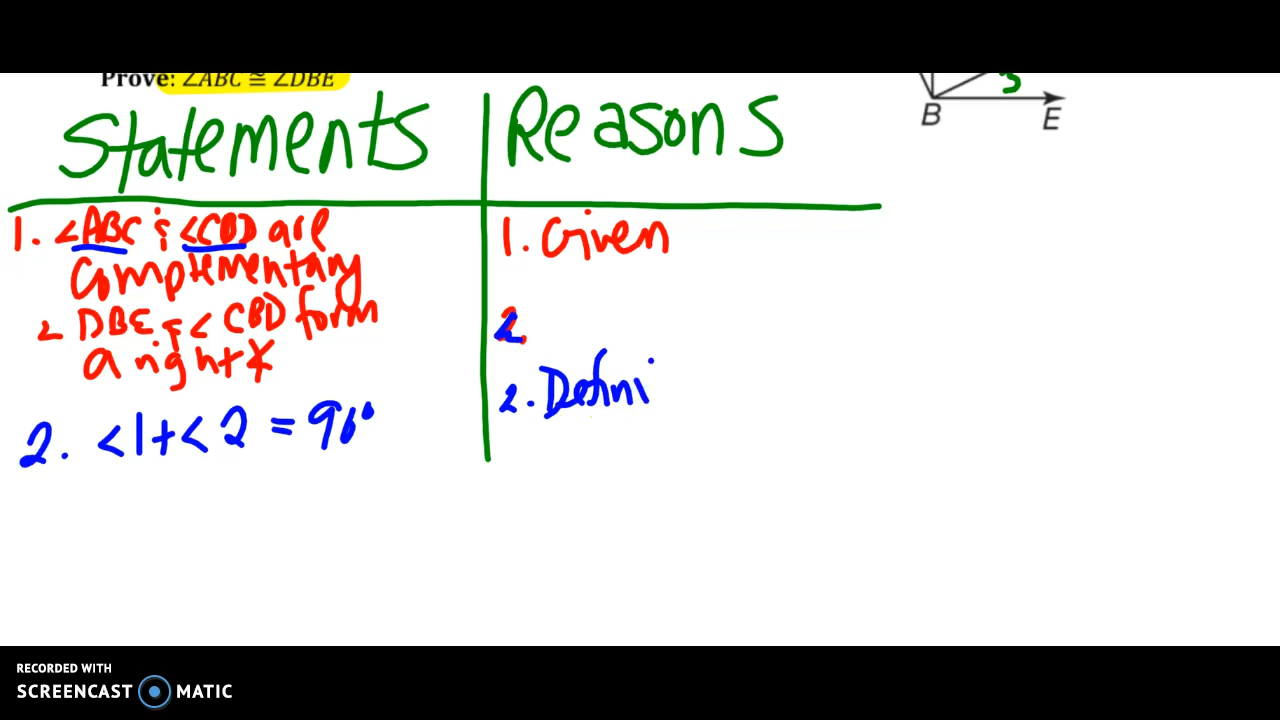 Prove: ∠ABC ≅ ∠DBE
Statements
Reasons
1. <ABC & <CBD are
complementary
< DBE & < CBD form
a right ∡
2. <1+<2 = 90°
1. Given
2.
2. Defini
3
B
E
RECORDED WITH
SCREENCAST MATIC